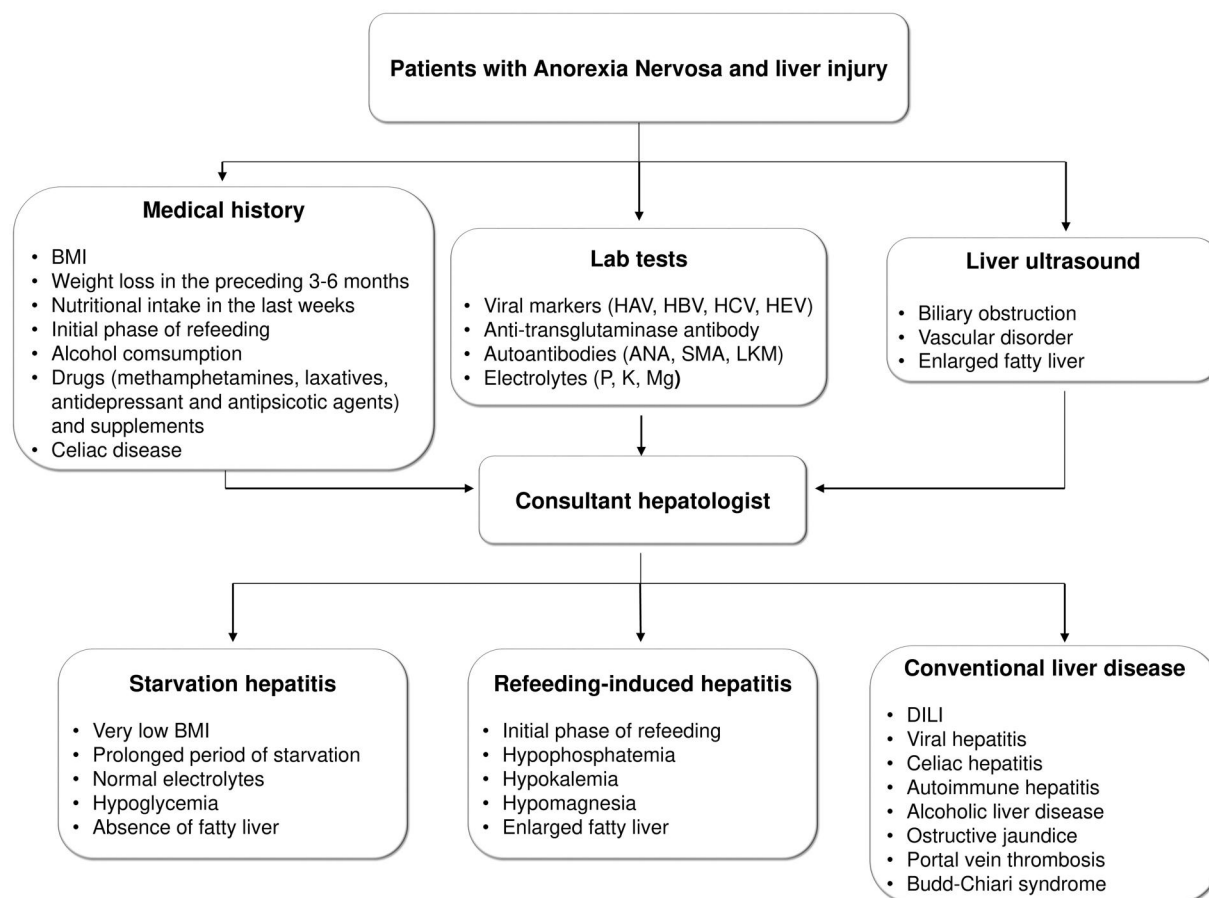 Patients with Anorexia Nervosa and liver injury
Medical history
• BMI
• Weight loss in the preceding 3-6 months
• Nutritional intake in the last weeks
• Initial phase of refeeding
• Alcohol comsumption
• Drugs (methamphetamines, laxatives,
antidepressant and antipsicotic agents)
and supplements
• Celiac disease
Lab tests
• Viral markers (HAV, HBV, HCV, HEV)
• Anti-transglutaminase antibody
• Autoantibodies (ANA, SMA, LKM)
• Electrolytes (P, K, Mg)
Liver ultrasound
• Biliary obstruction
• Vascular disorder
• Enlarged fatty liver
Consultant hepatologist
Starvation hepatitis
• Very low BMI
• Prolonged period of starvation
• Normal electrolytes
• Hypoglycemia
• Absence of fatty liver
Refeeding-induced hepatitis
• Initial phase of refeeding
• Hypophosphatemia
• Hypokalemia
• Hypomagnesia
• Enlarged fatty liver
Conventional liver disease
• DILI
• Viral hepatitis
• Celiac hepatitis
• Autoimmune hepatitis
• Alcoholic liver disease
• Ostructive jaundice
• Portal vein thrombosis
• Budd-Chiari syndrome